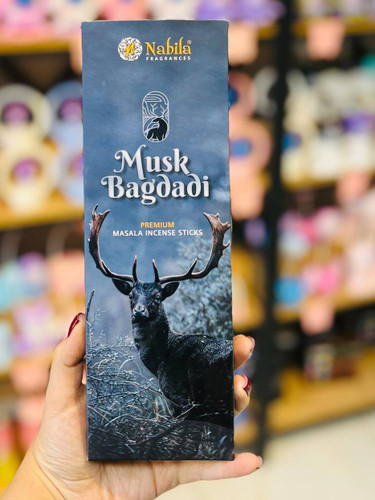 Nabila®
FRAGRANCES
Musk
Bagdadi
PREMIUM
MASALA INCENSE STICKS